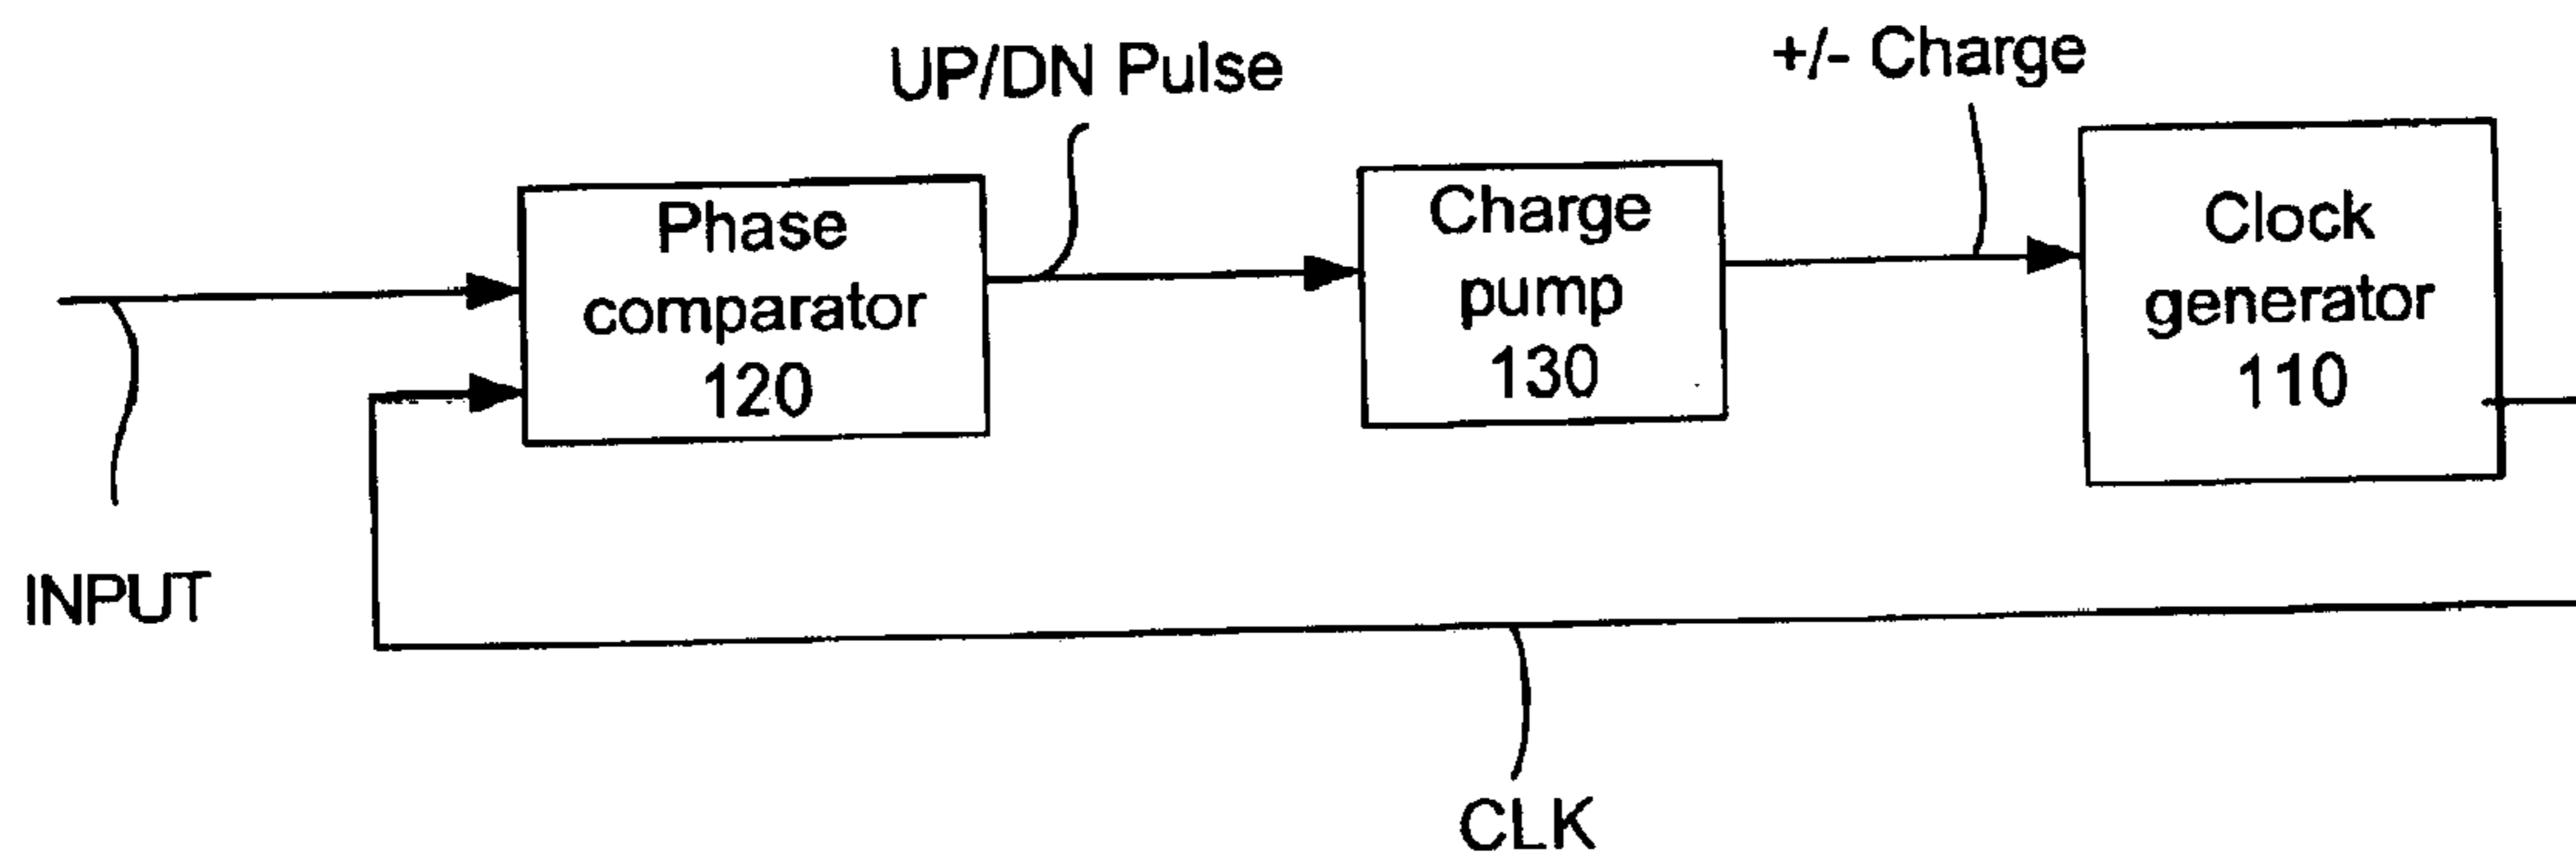 UP/DN Pulse
+/- Charge
Phase
comparator
120
Charge
pump
130
Clock
generator
110
INPUT
CLK